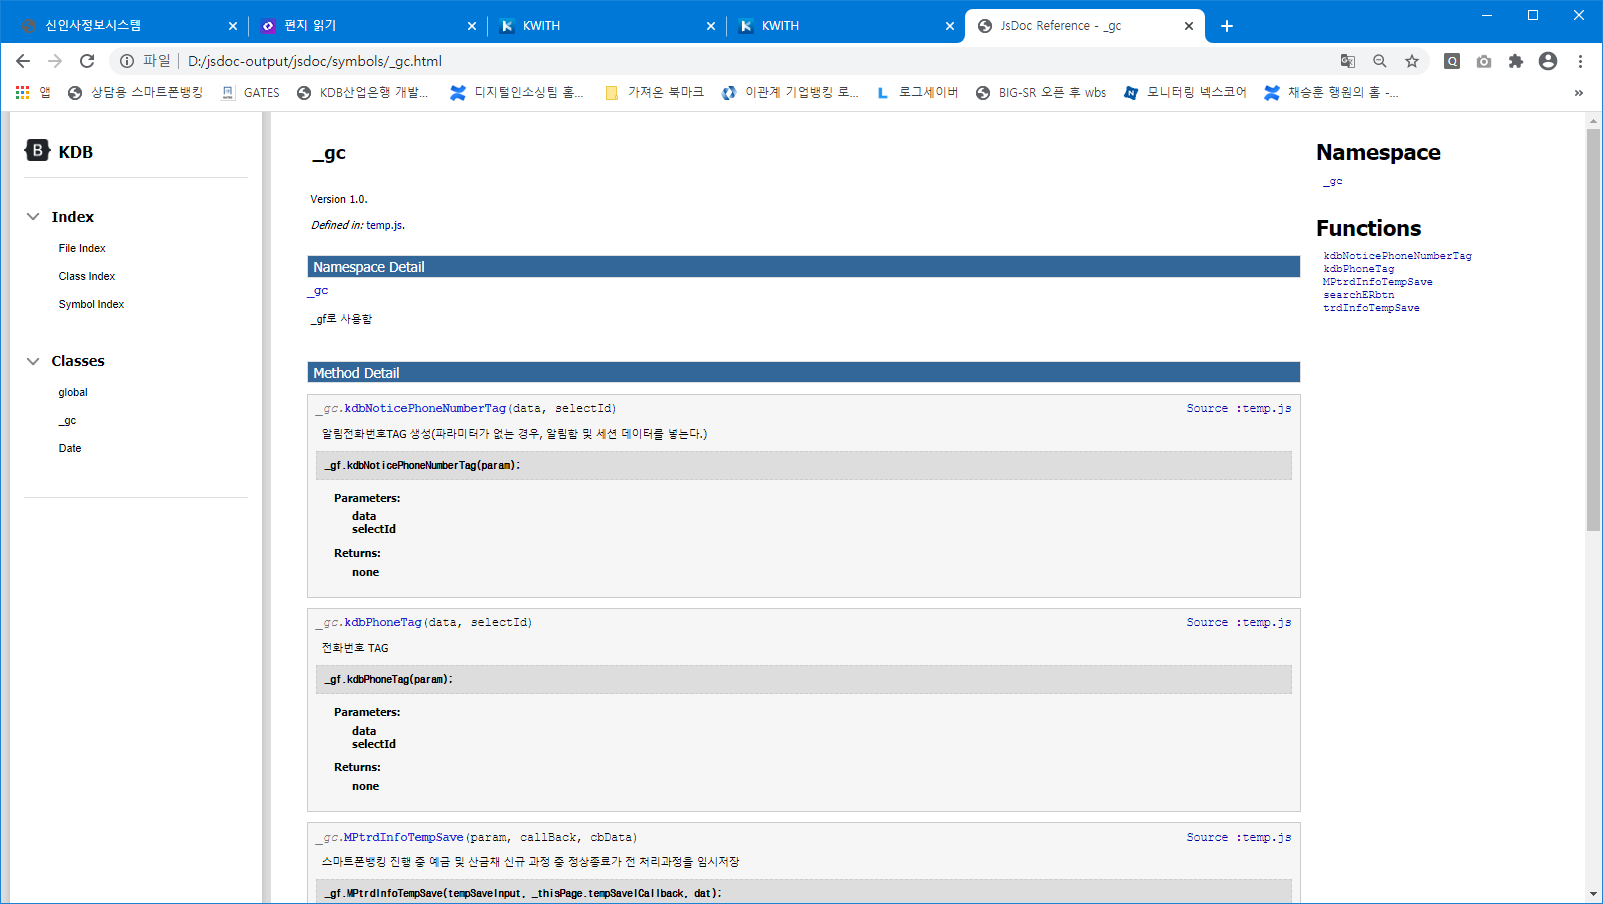 신인사정보시스템
편지 읽기
KWITH
KWITH
JsDoc Reference - _gc
파일 D:/jsdoc-output/jsdoc/symbols/_gc.html
앱
상담용 스마트폰뱅킹
GATES
KDB산업은행 개발...
디지털인소싱팀 홈...
가져온 북마크
이관계 기업뱅킹 로...
로그세이버
BIG-SR 오픈 후 wbs
모니터링 넥스코어
채승훈 행원의 홈 -...
»
B KDB
Index
File Index
Class Index
Symbol Index
Classes
global
_gc
Date
_gc
Version 1.0.
Defined in: temp.js.
Namespace Detail
_gc
_gf로 사용함
Method Detail
_gc.kdbNoticePhoneNumberTag(data, selectId) Source :temp.js
알림전화번호TAG 생성(파라미터가 없는 경우, 알림함 및 세션 데이터를 넣는다.)
_gf.kdbNoticePhoneNumberTag(param);
Parameters:
data
selectId
Returns:
none
_gc.kdbPhoneTag(data, selectId) Source :temp.js
전화번호 TAG
_gf.kdbPhoneTag(param);
Parameters:
data
selectId
Returns:
none
_gc.MPtrdInfoTempSave(param, callBack, cbData) Source :temp.js
스마트폰뱅킹 진행 중 예금 및 산금채 신규 과정 중 정상종료가 전 처리과정을 임시저장
_gf.MPtrdInfoTempSave(tempSaveInput, _thisPage.tempSavelCallback, dat);
Namespace
_gc
Functions
kdbNoticePhoneNumberTag
kdbPhoneTag
MPtrdInfoTempSave
searchERbtn
trdInfoTempSave